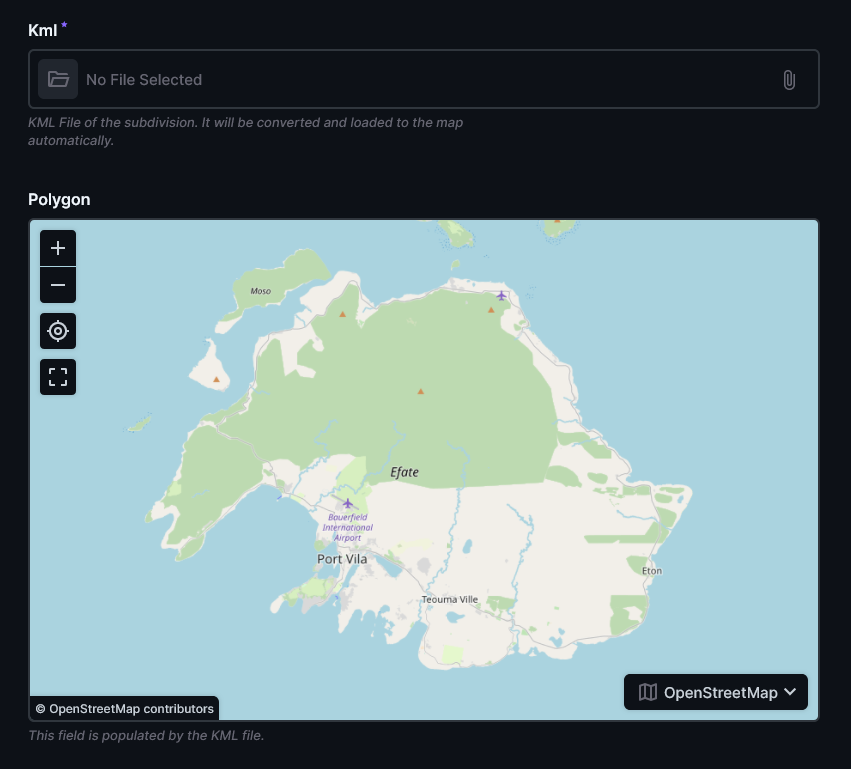 Kml *
No File Selected
KML File of the subdivision. It will be converted and loaded to the map
automatically.
Polygon
Moso
Efate
Bauerfield
International
Airport
Port Vila
Eton
Teouma Ville
OpenStreetMap
© OpenStreetMap contributors
This field is populated by the KML file.